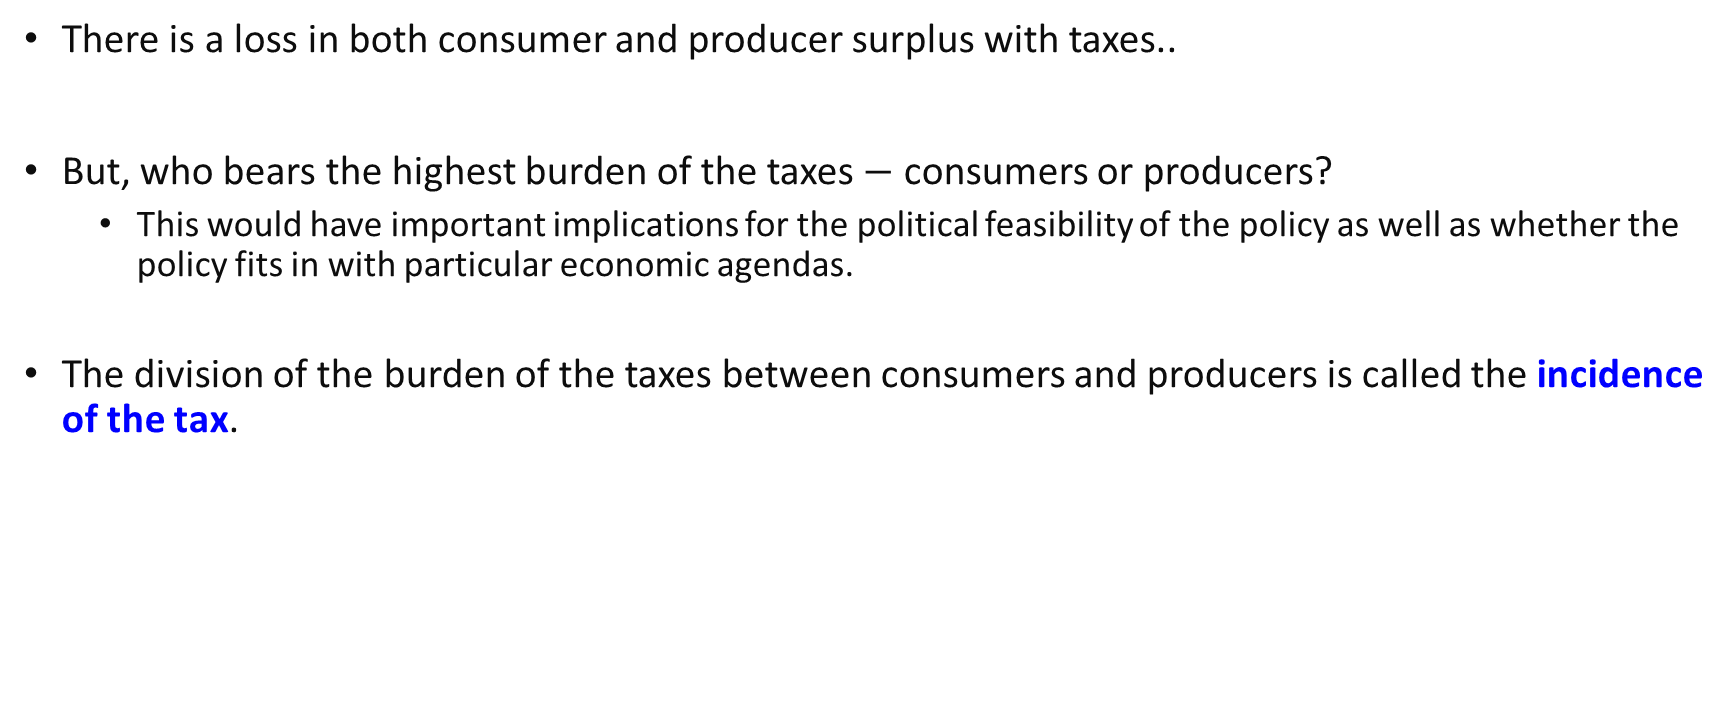 • There is a loss in both consumer and producer surplus with taxes..
• But, who bears the highest burden of the taxes – consumers or producers?
• This would have important implications for the political feasibility of the policy as well as whether the
policy fits in with particular economic agendas.
• The division of the burden of the taxes between consumers and producers is called the incidence
of the tax.